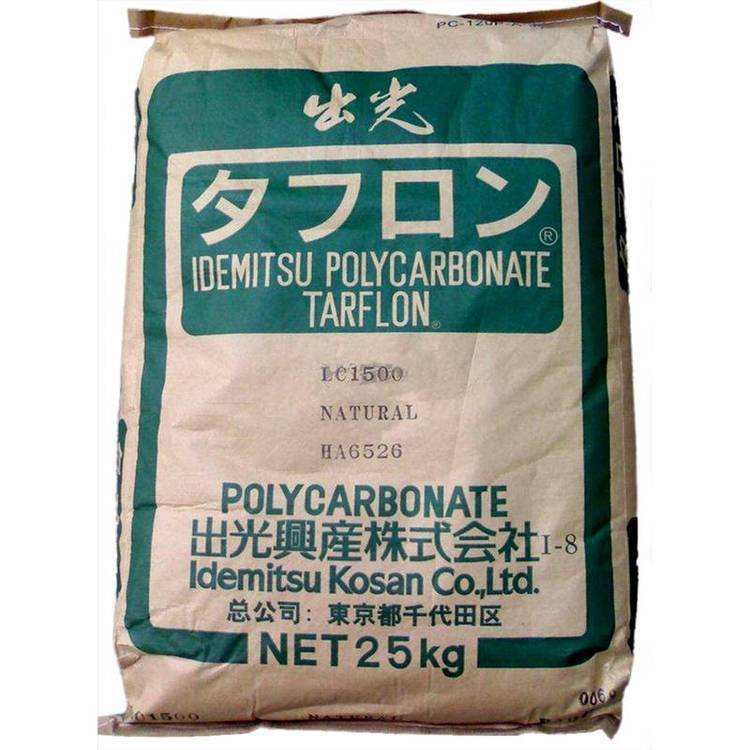 出光
タフロン®
IDEMITSU POLYCARBONATE
TARFLON®
LC1500
NATURAL
HA6526
POLYCARBONATE
出光興産株式会社 I-8
Idemitsu Kosan Co.,Ltd.
总公司：東京都千代田区
NET 25kg
LC1500 NATURAL